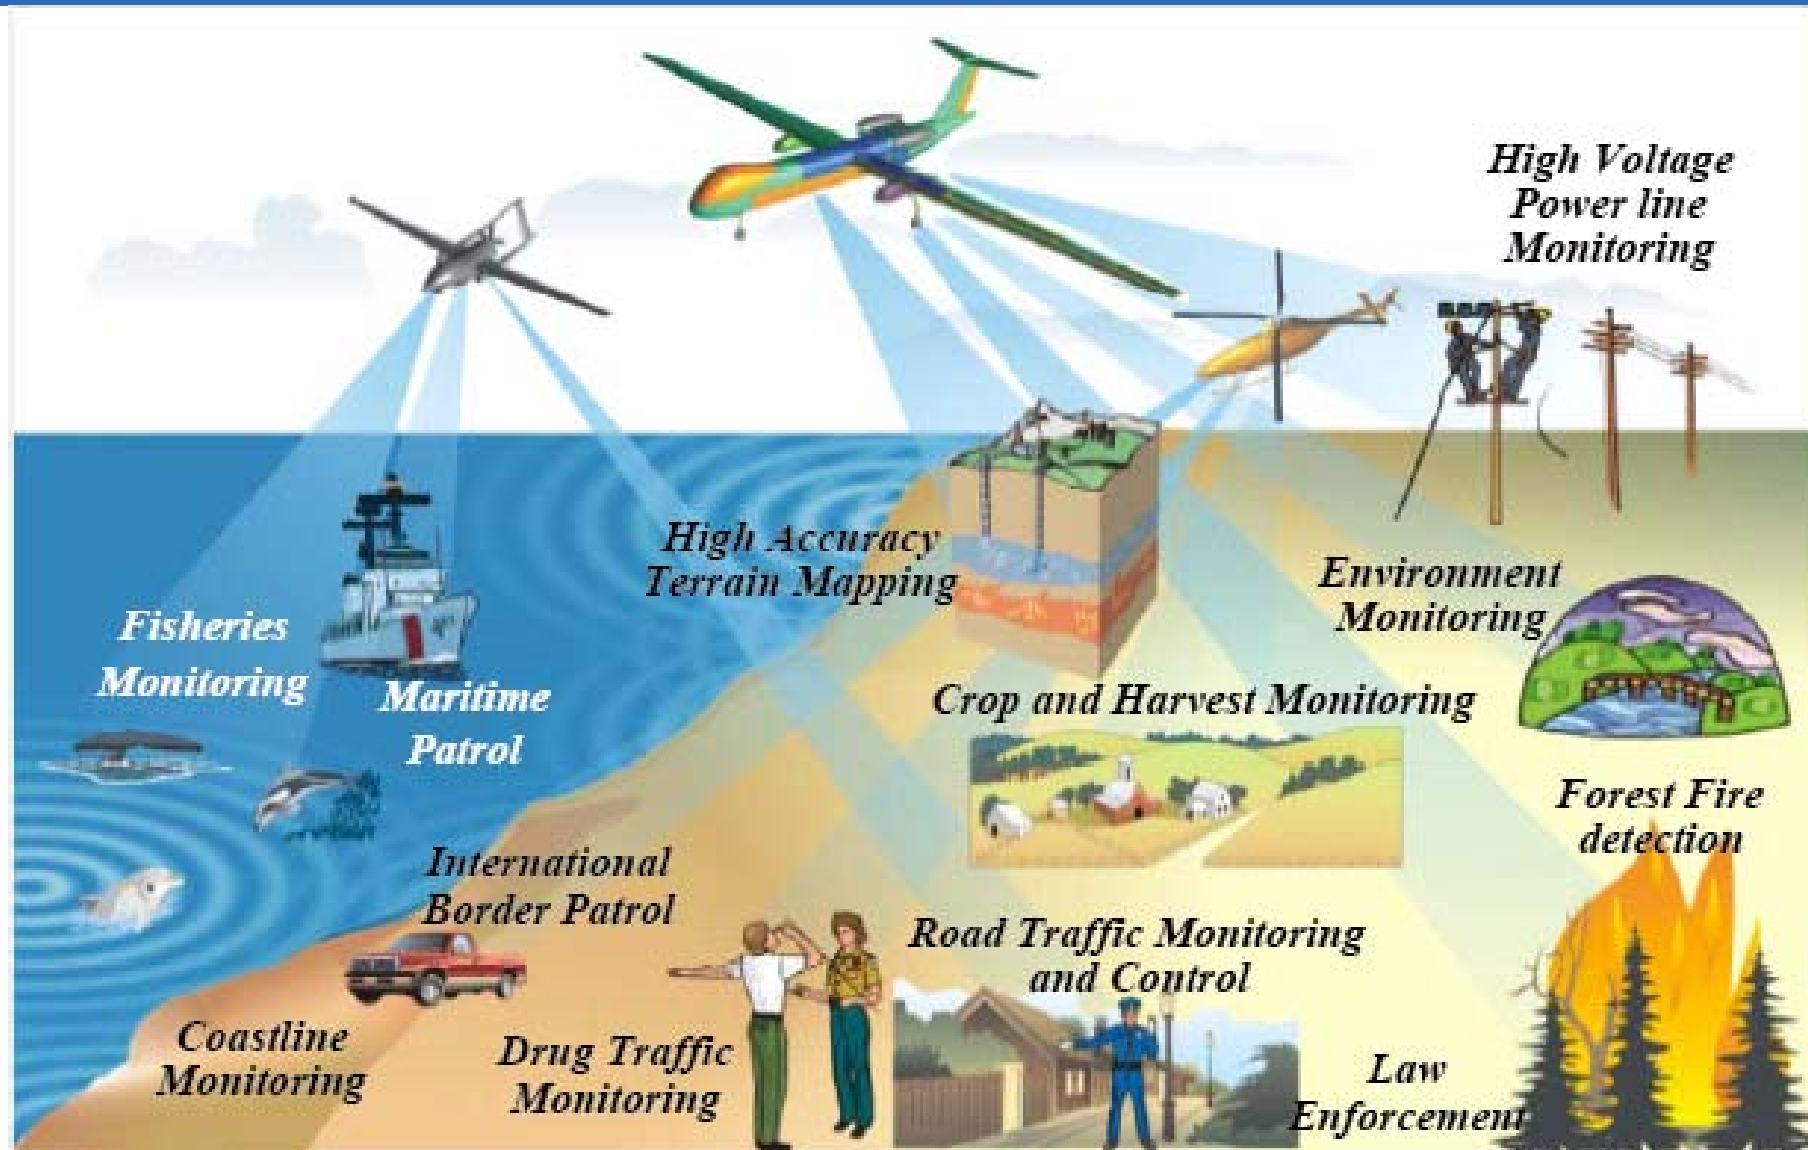 High Voltage
Power line
Monitoring
High Accuracy
Terrain Mapping
Environment
Monitoring
Fisheries
Monitoring
Maritime
Patrol
Crop and Harvest Monitoring
Forest Fire
detection
International
Border Patrol
Road Traffic Monitoring
and Control
Coastline
Monitoring
Drug Traffic
Monitoring
Law
Enforcement